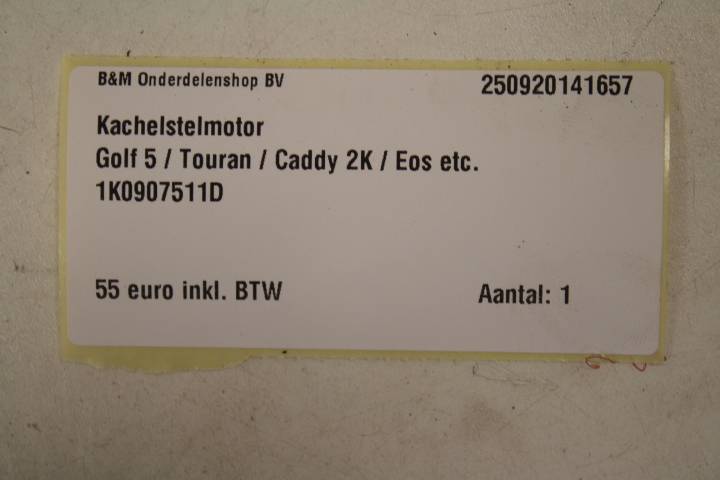 B&M Onderdelenshop BV 250920141657
Kachelstelmotor
Golf 5 / Touran / Caddy 2K / Eos etc.
1K0907511D
55 euro inkl. BTW Aantal: 1